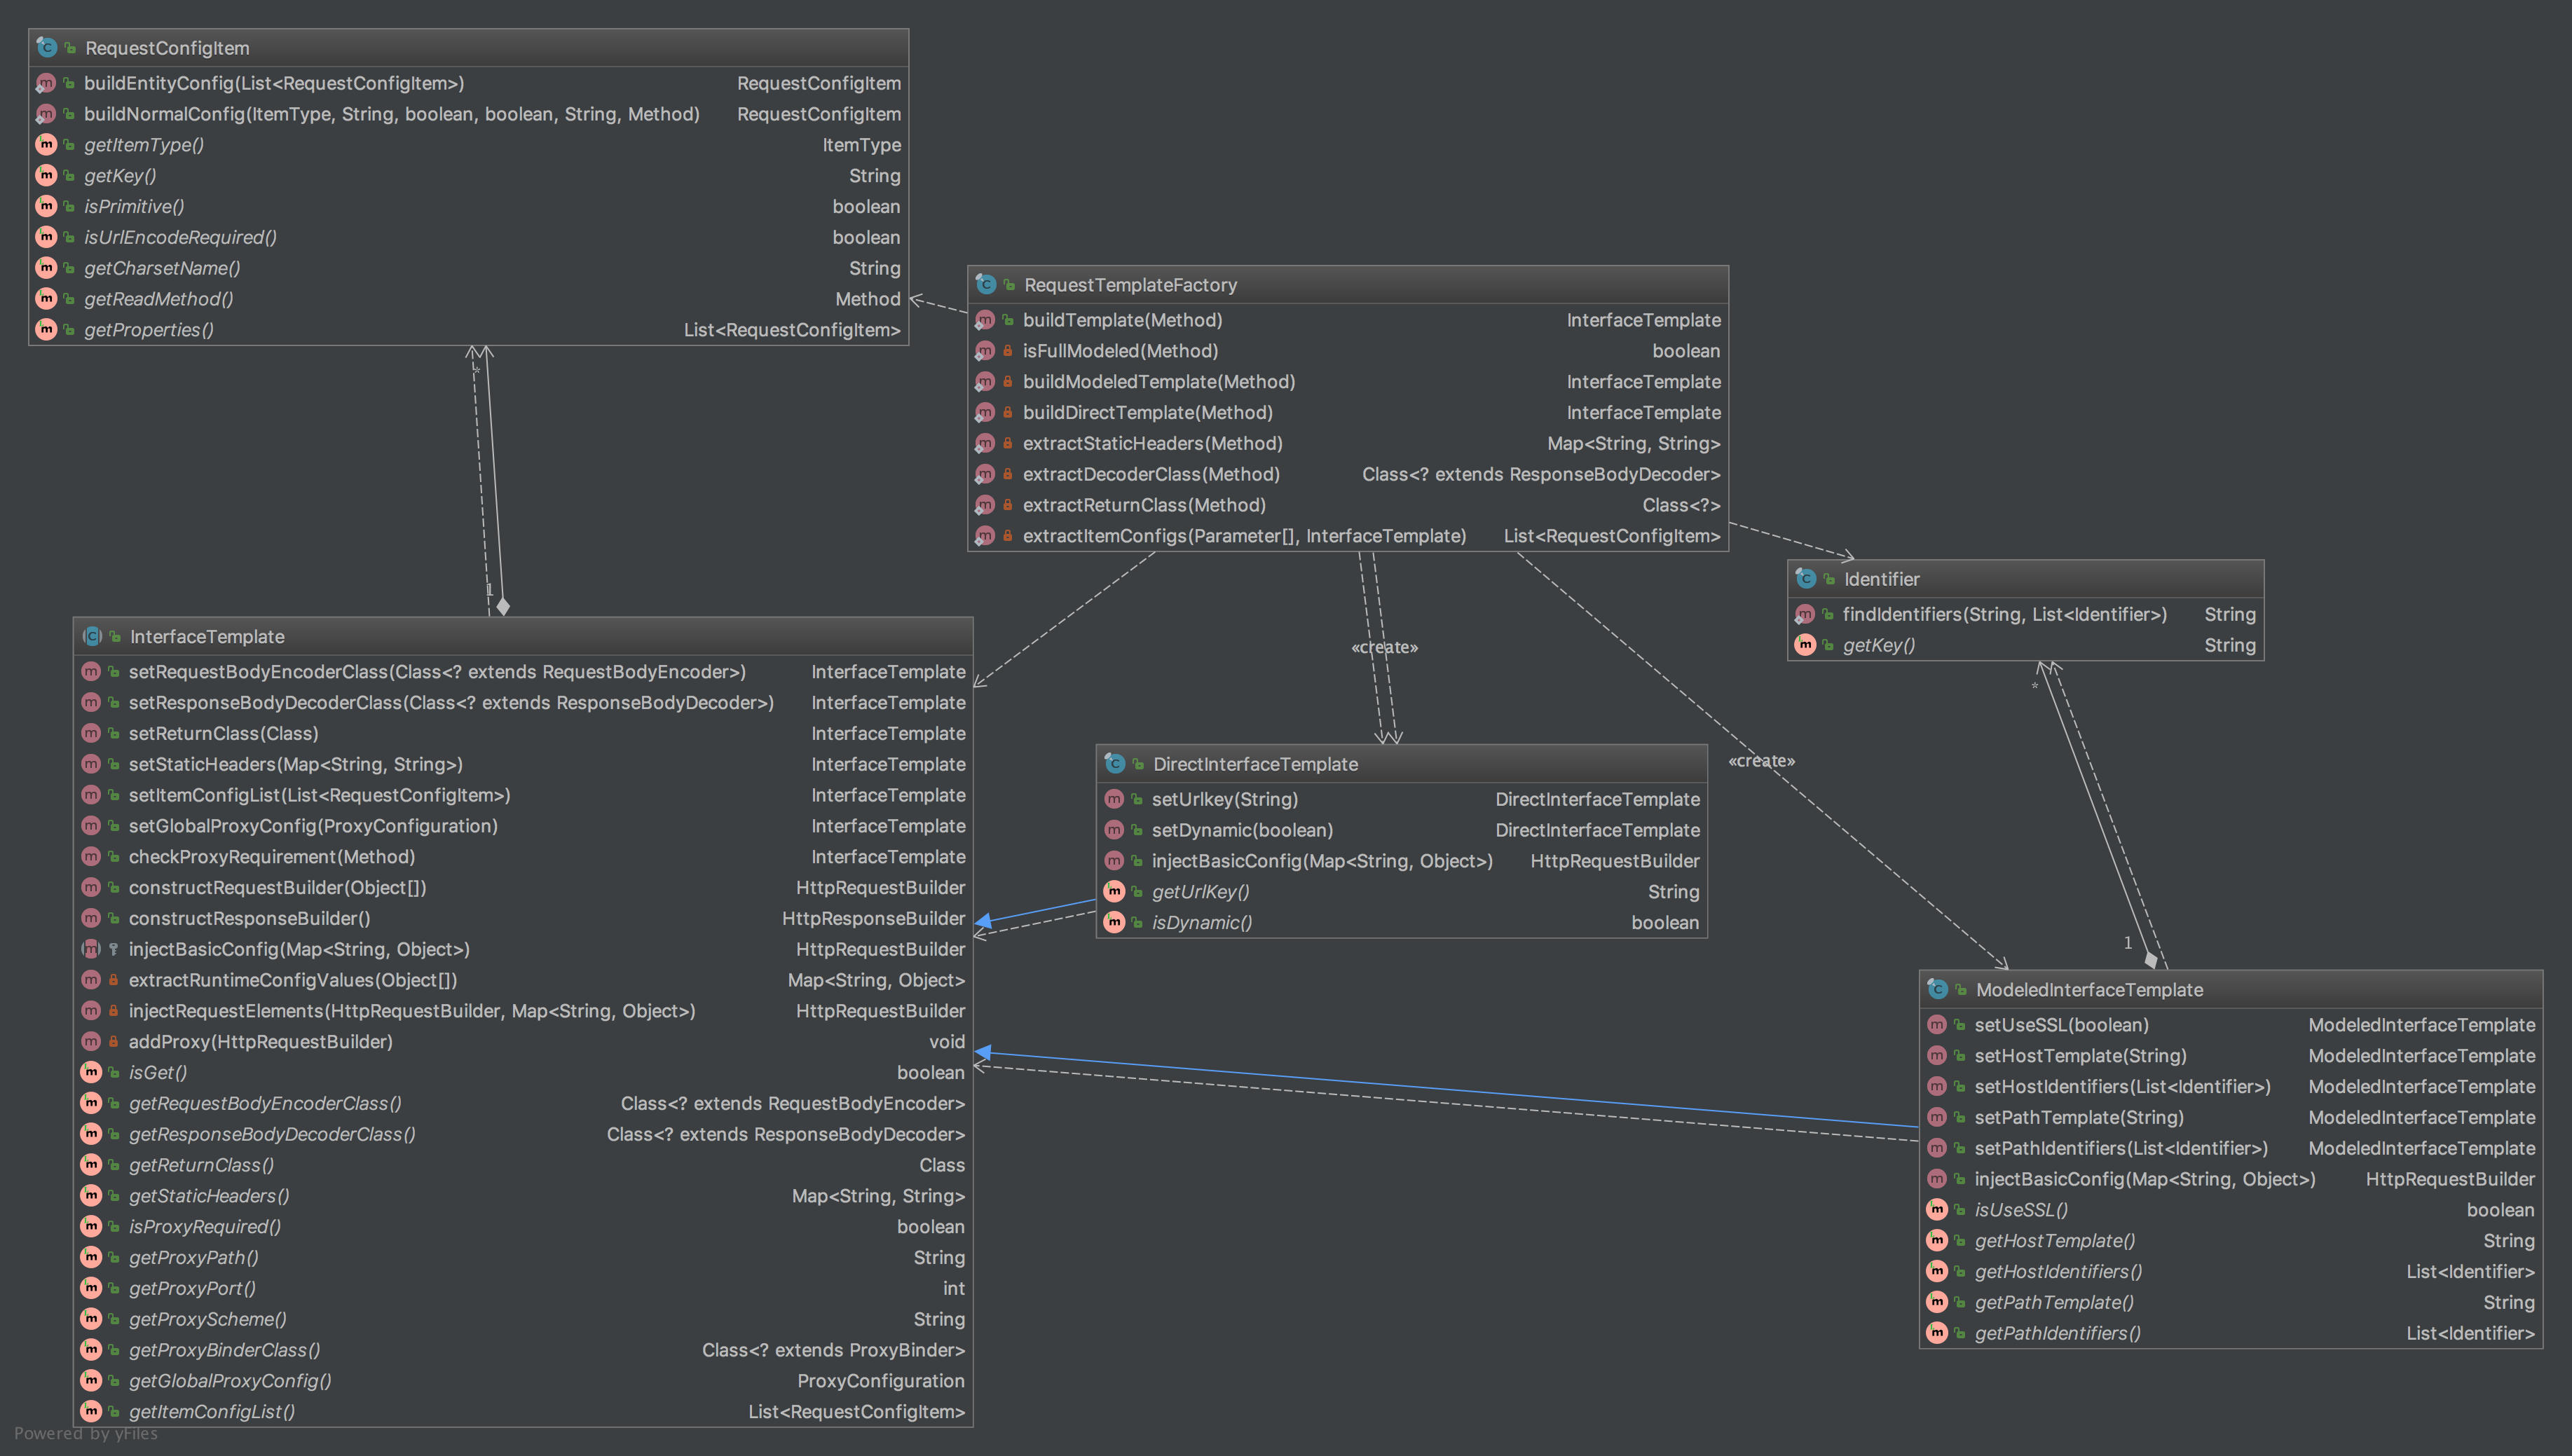 RequestConfigItem
buildEntityConfig(List<RequestConfigItem>) RequestConfigItem
buildNormalConfig(ItemType, String, boolean, boolean, String, Method) RequestConfigItem
getItemType() ItemType
getKey() String
isPrimitive() boolean
isUrlEncodeRequired() boolean
getCharsetName() String
getReadMethod() Method
getProperties() List<RequestConfigItem>
*
1
RequestTemplateFactory
buildTemplate(Method) InterfaceTemplate
isFullModeled(Method) boolean
buildModeledTemplate(Method) InterfaceTemplate
buildDirectTemplate(Method) InterfaceTemplate
extractStaticHeaders(Method) Map<String, String>
extractDecoderClass(Method) Class<? extends ResponseBodyDecoder>
extractReturnClass(Method) Class<?>
extractItemConfigs(Parameter[], InterfaceTemplate) List<RequestConfigItem>
Identifier
findIdentifiers(String, List<Identifier>) String
getKey() String
*
1
«create»
«create»
InterfaceTemplate
setRequestBodyEncoderClass(Class<? extends RequestBodyEncoder>) InterfaceTemplate
setResponseBodyDecoderClass(Class<? extends ResponseBodyDecoder>) InterfaceTemplate
setReturnClass(Class) InterfaceTemplate
setStaticHeaders(Map<String, String>) InterfaceTemplate
setItemConfigList(List<RequestConfigItem>) InterfaceTemplate
setGlobalProxyConfig(ProxyConfiguration) InterfaceTemplate
checkProxyRequirement(Method) InterfaceTemplate
constructRequestBuilder(Object[]) HttpRequestBuilder
constructResponseBuilder() HttpResponseBuilder
injectBasicConfig(Map<String, Object>) HttpRequestBuilder
extractRuntimeConfigValues(Object[]) Map<String, Object>
injectRequestElements(HttpRequestBuilder, Map<String, Object>) HttpRequestBuilder
addProxy(HttpRequestBuilder) void
isGet() boolean
getRequestBodyEncoderClass() Class<? extends RequestBodyEncoder>
getResponseBodyDecoderClass() Class<? extends ResponseBodyDecoder>
getReturnClass() Class
getStaticHeaders() Map<String, String>
isProxyRequired() boolean
getProxyPath() String
getProxyPort() int
getProxyScheme() String
getProxyBinderClass() Class<? extends ProxyBinder>
getGlobalProxyConfig() ProxyConfiguration
getItemConfigList() List<RequestConfigItem>
DirectInterfaceTemplate
setUrlkey(String) DirectInterfaceTemplate
setDynamic(boolean) DirectInterfaceTemplate
injectBasicConfig(Map<String, Object>) HttpRequestBuilder
getUrlKey() String
isDynamic() boolean
ModeledInterfaceTemplate
setUseSSL(boolean) ModeledInterfaceTemplate
setHostTemplate(String) ModeledInterfaceTemplate
setHostIdentifiers(List<Identifier>) ModeledInterfaceTemplate
setPathTemplate(String) ModeledInterfaceTemplate
setPathIdentifiers(List<Identifier>) ModeledInterfaceTemplate
injectBasicConfig(Map<String, Object>) HttpRequestBuilder
isUseSSL() boolean
getHostTemplate() String
getHostIdentifiers() List<Identifier>
getPathTemplate() String
getPathIdentifiers() List<Identifier>
Powered by yFiles